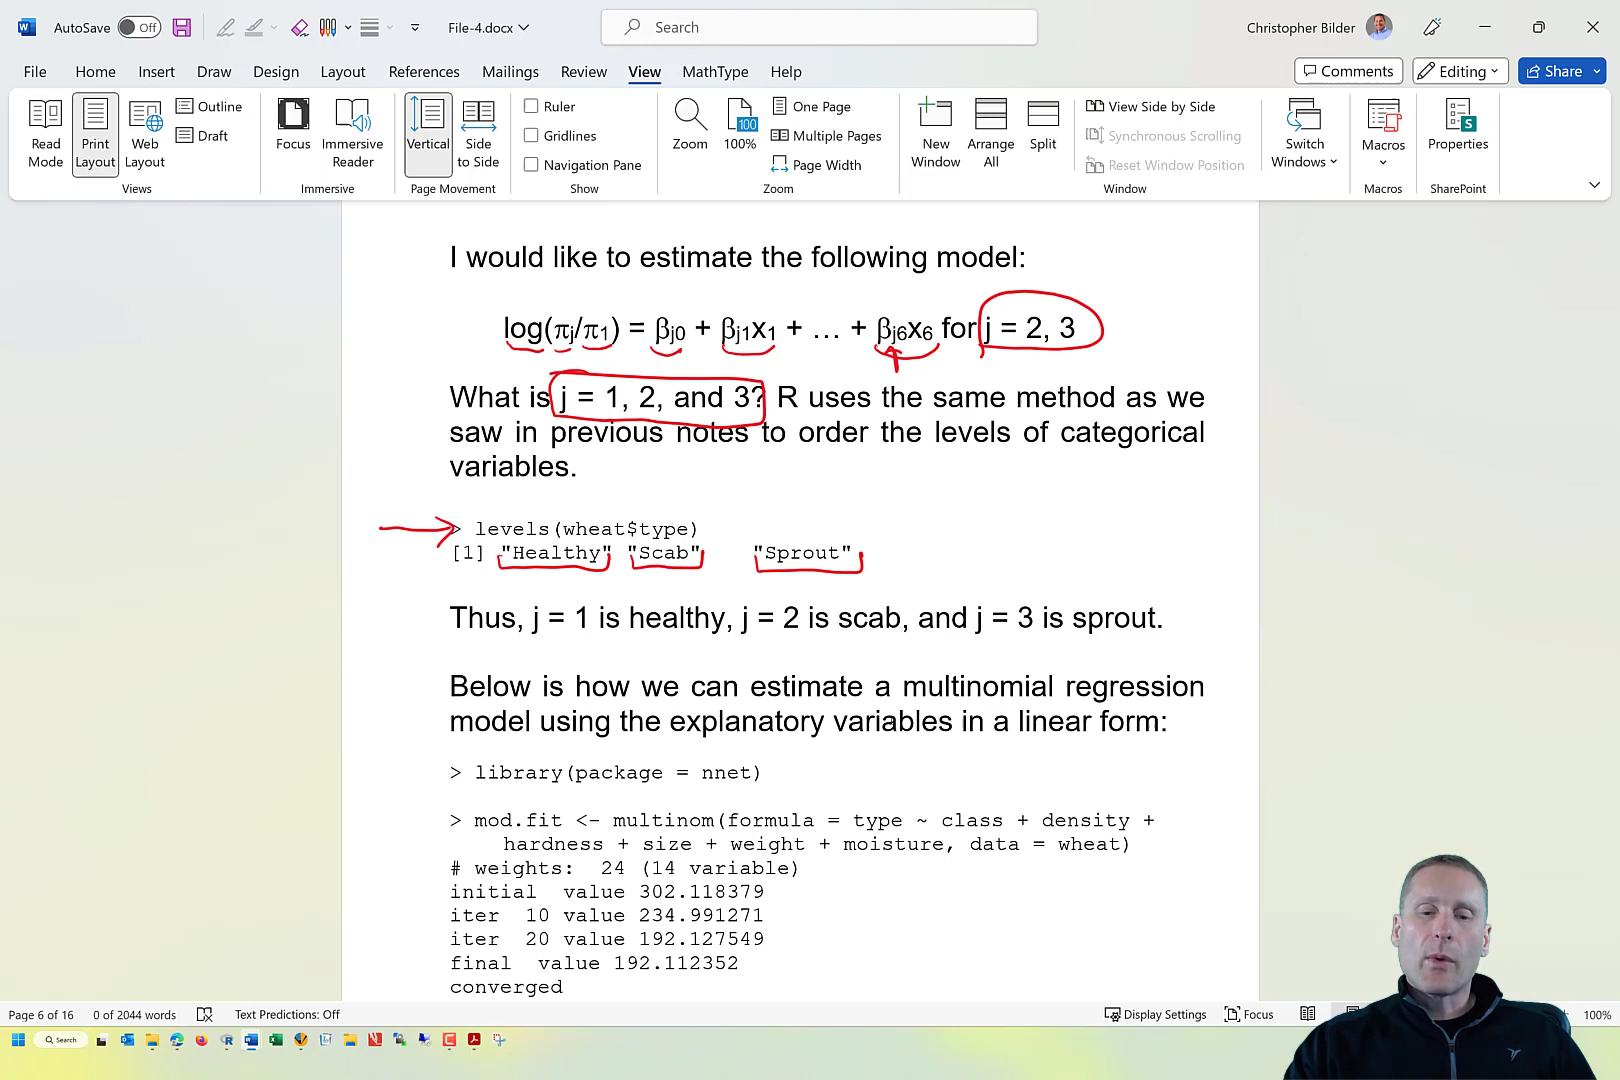 AutoSave Off File-4.docx Search Christopher Bilder
File Home Insert Draw Design Layout References Mailings Review View MathType Help Comments Editing Share
Read Mode Print Layout Web Layout Outline Draft Views
Focus Immersive Reader Immersive
Vertical Side to Side Page Movement
Ruler Gridlines Navigation Pane Show
Zoom 100 100% One Page Multiple Pages Page Width Zoom
New Window Arrange All Split View Side by Side Synchronous Scrolling Reset Window Position Switch Windows Window
Macros Macros
Properties SharePoint
I would like to estimate the following model:
log(πj/π1) = βj0 + βj1x1 + … + βj6x6 for j = 2, 3
What is j = 1, 2, and 3? R uses the same method as we
saw in previous notes to order the levels of categorical
variables.
> levels(wheat$type)
[1] "Healthy" "Scab" "Sprout"
Thus, j = 1 is healthy, j = 2 is scab, and j = 3 is sprout.
Below is how we can estimate a multinomial regression
model using the explanatory variables in a linear form:
> library(package = nnet)
> mod.fit <- multinom(formula = type ~ class + density +
hardness + size + weight + moisture, data = wheat)
# weights: 24 (14 variable)
initial value 302.118379
iter 10 value 234.991271
iter 20 value 192.127549
final value 192.112352
converged
Page 6 of 16 0 of 2044 words Text Predictions: Off Display Settings Focus 100%
Search